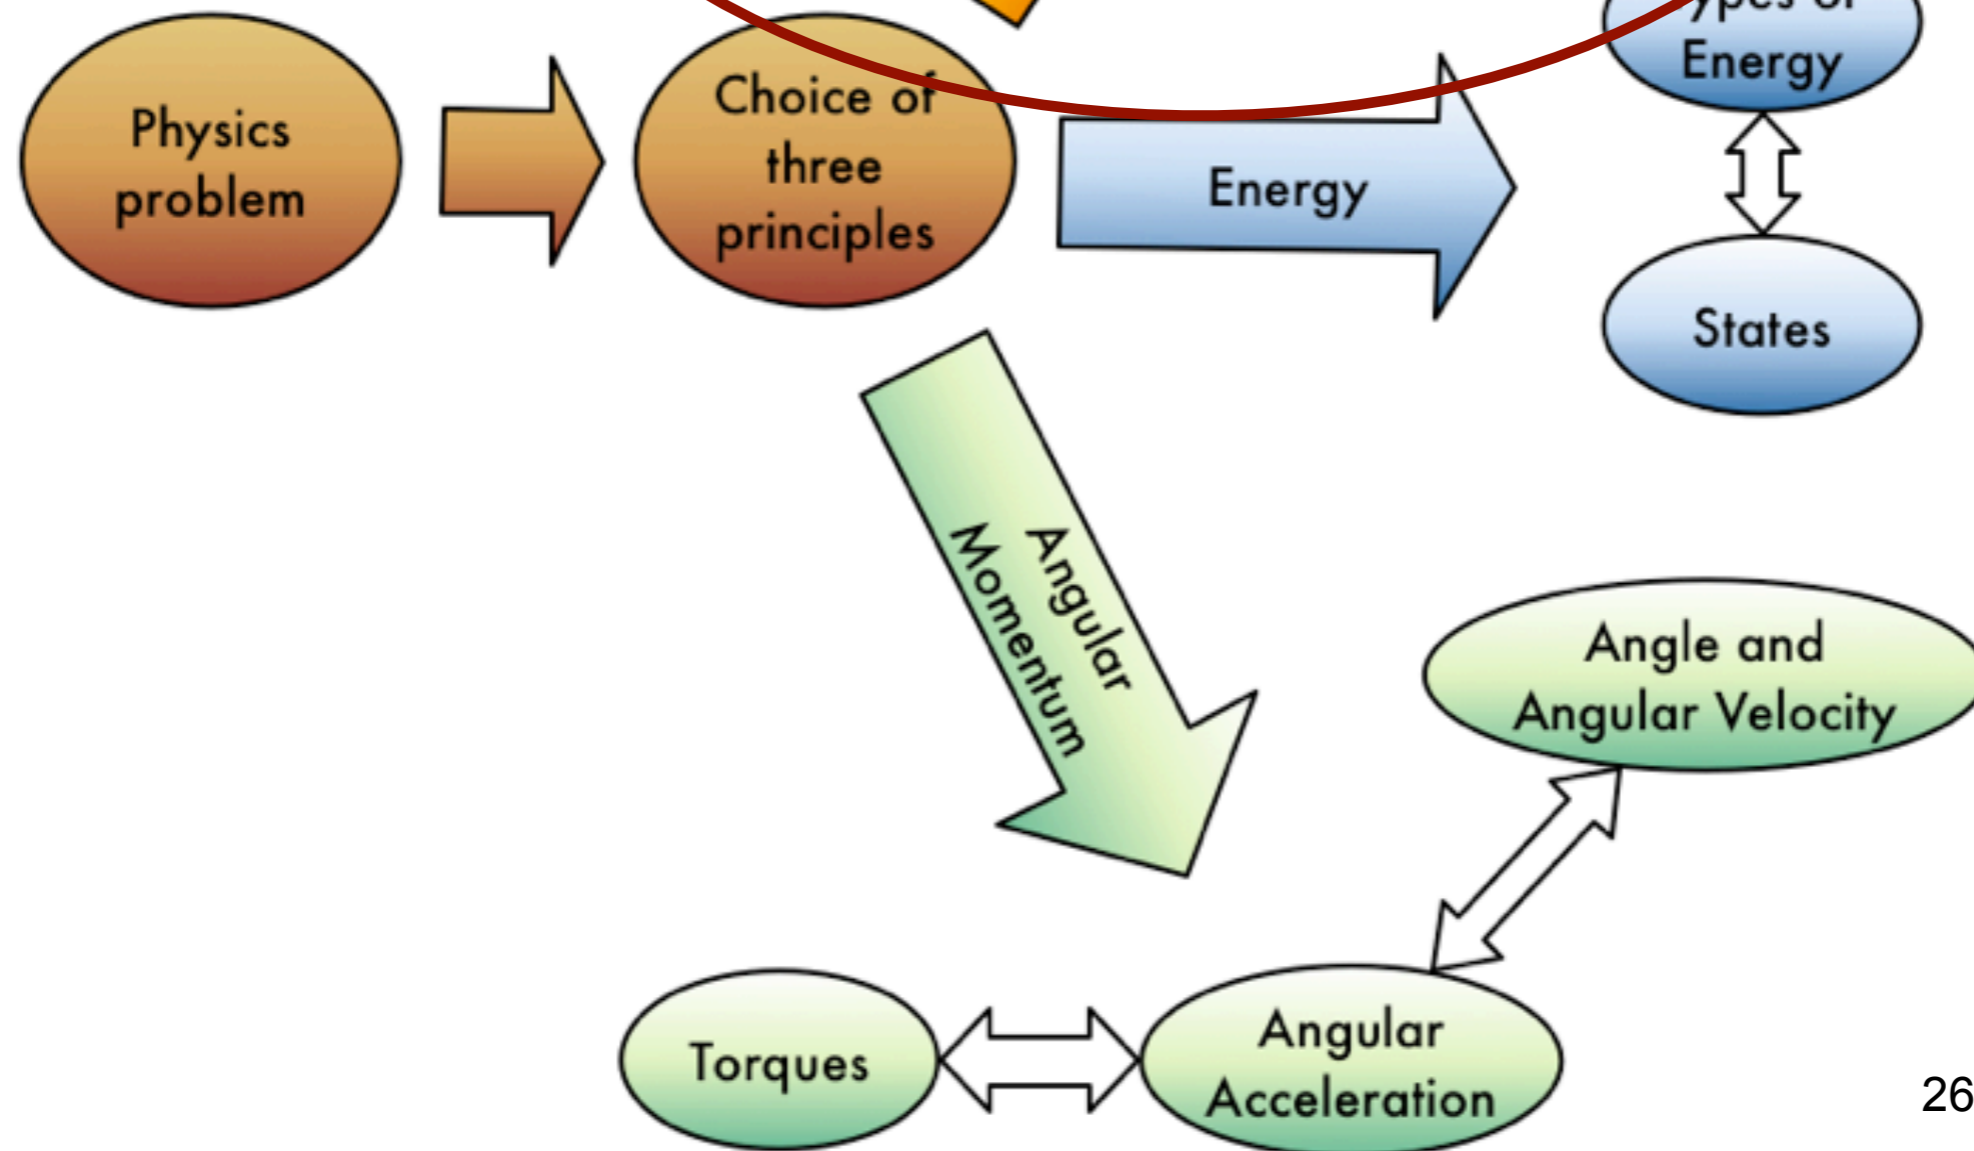 Energy
Physics
problem
Choice of
three
principles
Energy
States
Angular
Momentum
Angle and
Angular Velocity
Torques
Angular
Acceleration
26